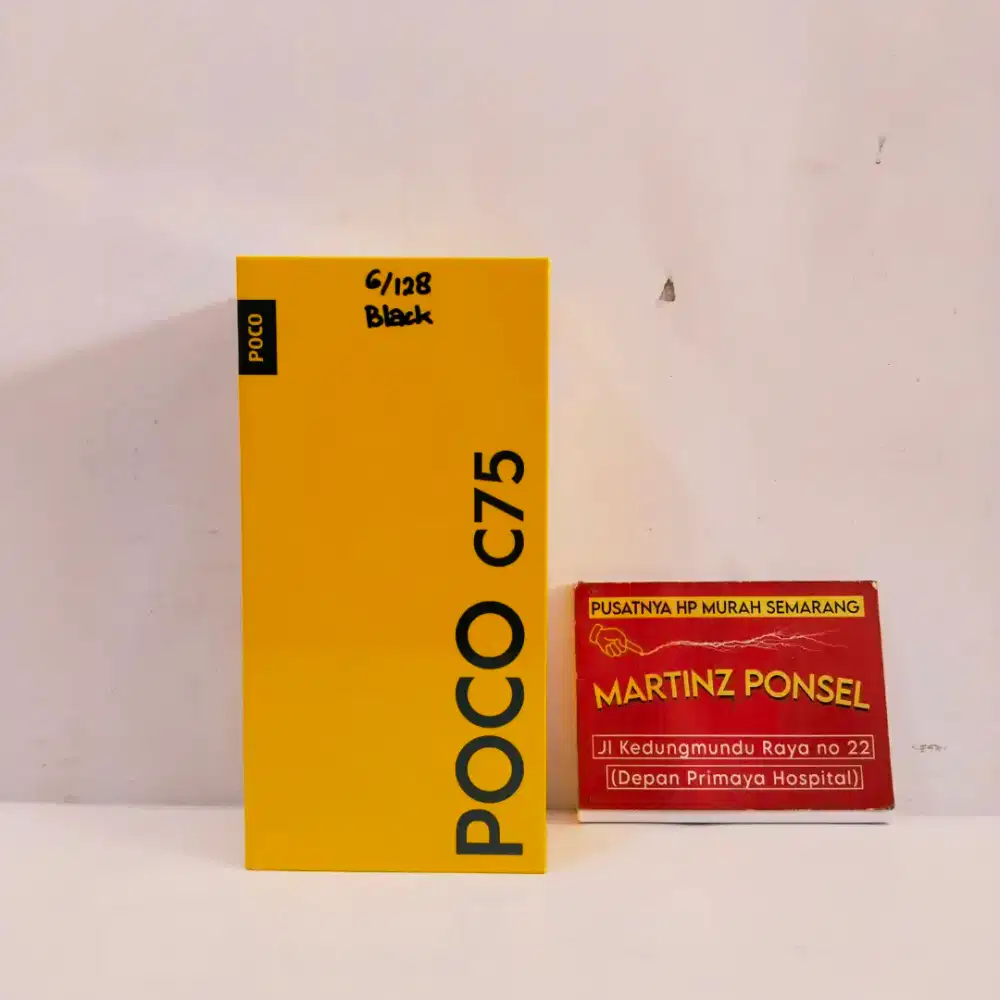 6/128
Black
POCO
POCO C75
PUSATNYA HP MURAH SEMARANG
MARTINZ PONSEL
Jl Kedungmundu Raya no 22
(Depan Primaya Hospital)